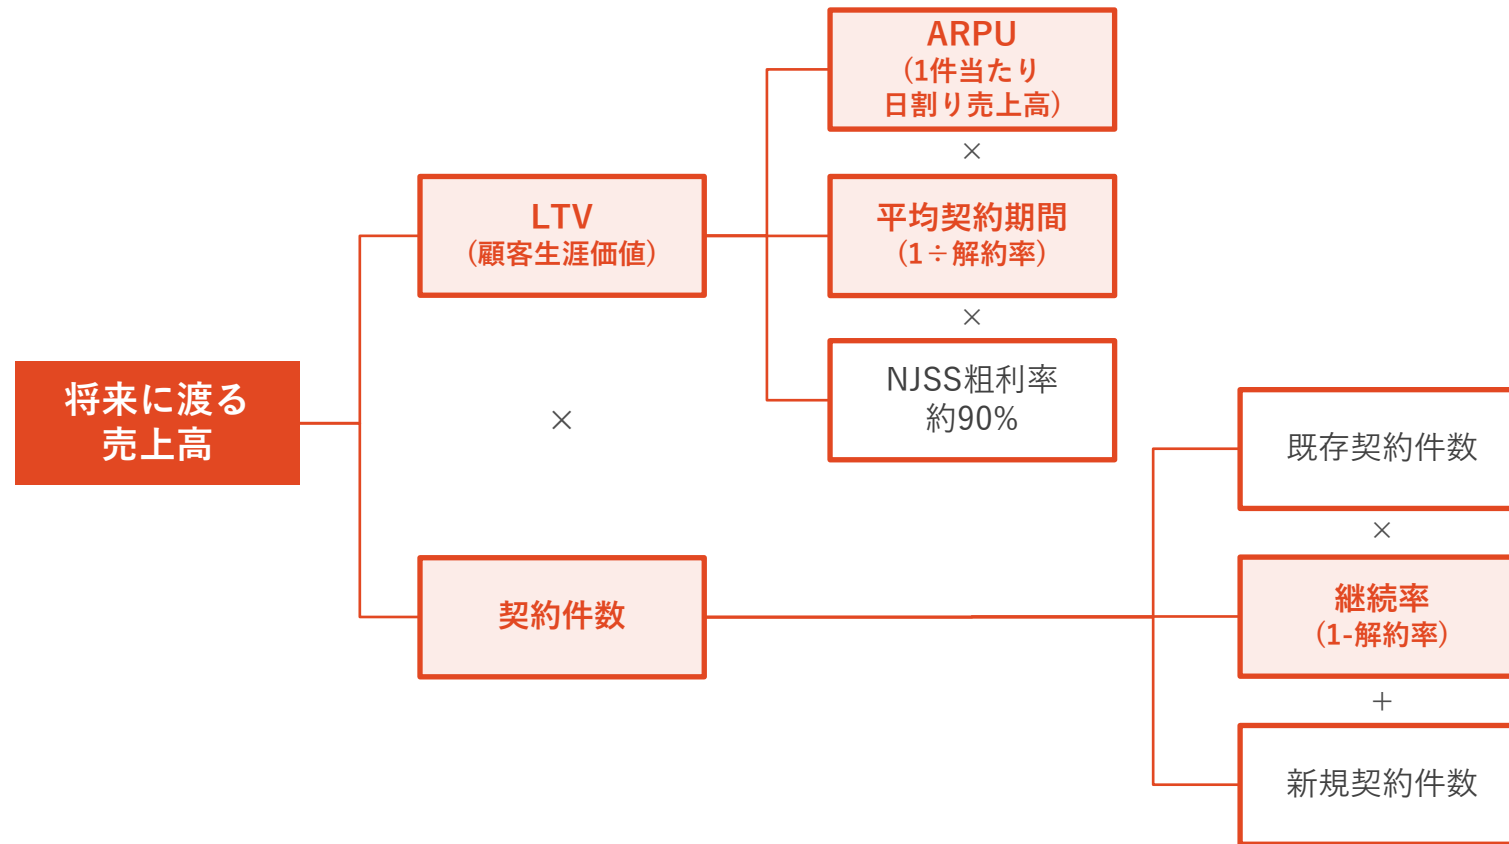 将来に渡る
売上高
LTV
(顧客生涯価値)
×
契約件数
ARPU
(1件当たり
日割り売上高)
×
平均契約期間
(1÷解約率)
×
NJSS粗利率
約90%
既存契約件数
×
継続率
(1-解約率)
+
新規契約件数